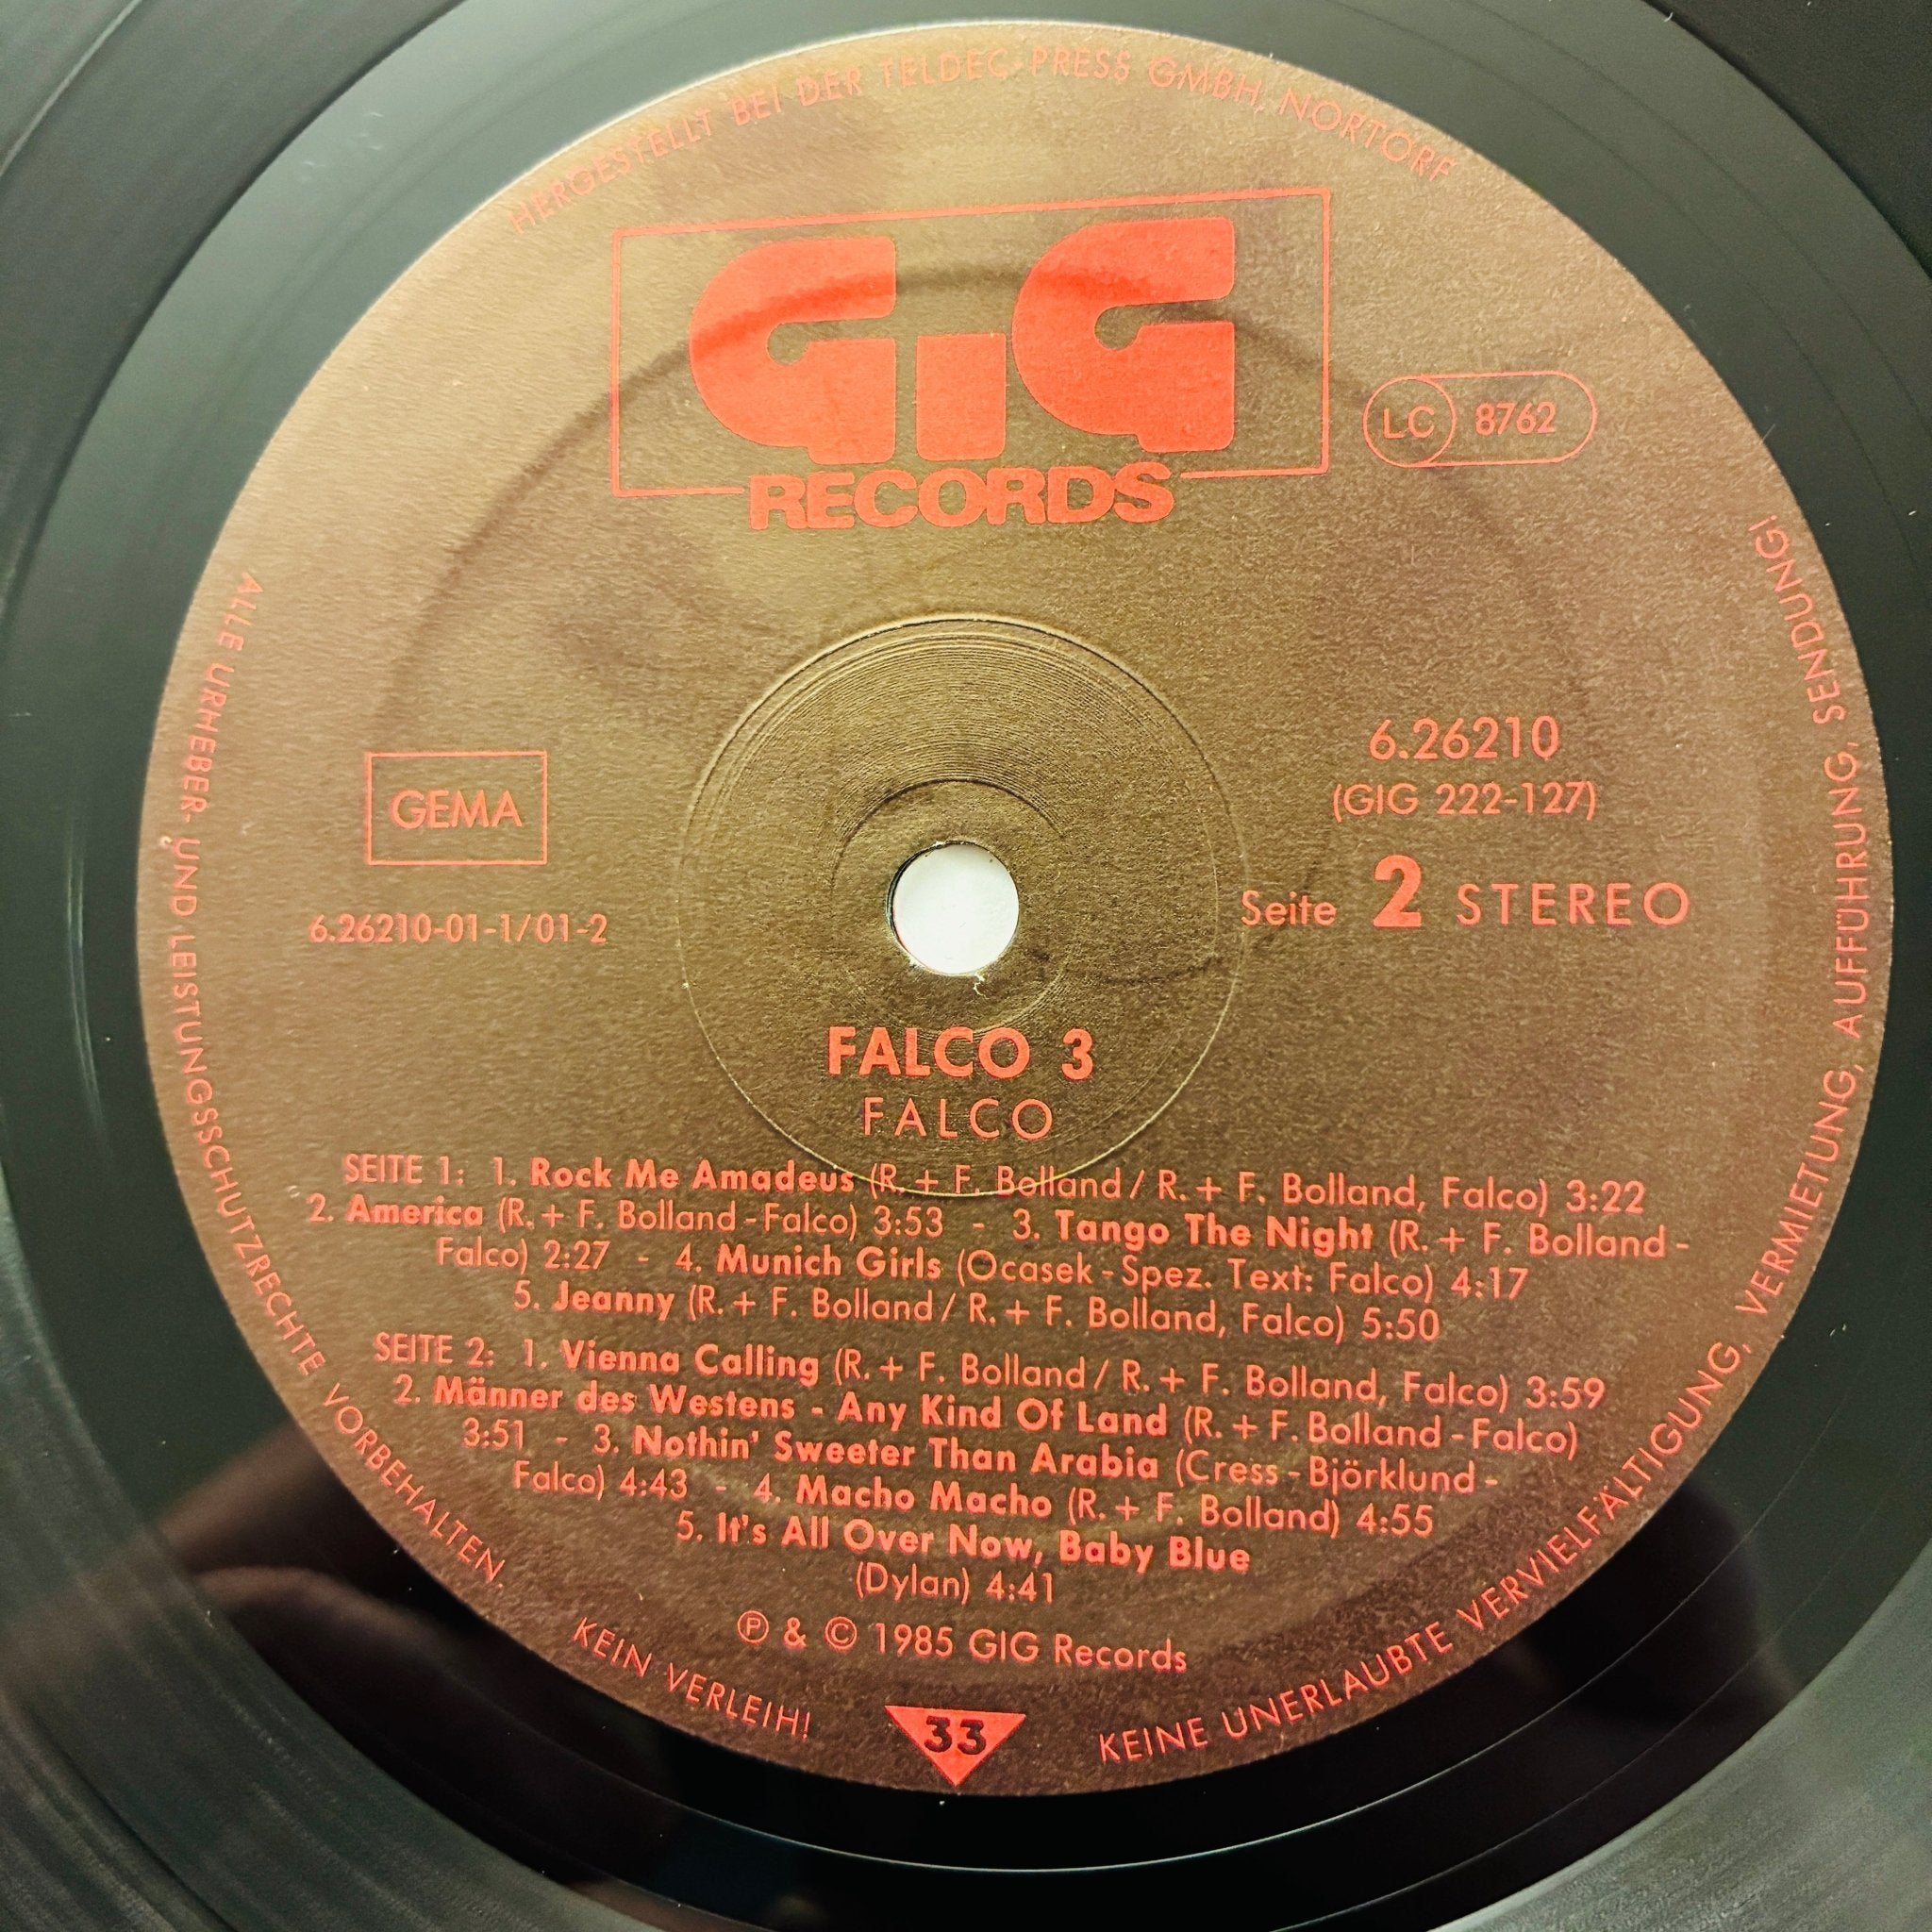 HERGESTELLT BEI DER TELDEC-PRESS GMBH, NORTORF
GIG
RECORDS
LC 8762
GEMA
6.26210-01-1/01-2
6.26210
(GIG 222-127)
Seite 2 STEREO
FALCO 3
FALCO
SEITE 1: 1. Rock Me Amadeus (R. + F. Bolland / R. + F. Bolland, Falco) 3:22
2. America (R. + F. Bolland - Falco) 3:53 - 3. Tango The Night (R. + F. Bolland -
Falco) 2:27 - 4. Munich Girls (Ocasek - Spez. Text: Falco) 4:17
5. Jeanny (R. + F. Bolland / R. + F. Bolland, Falco) 5:50
SEITE 2: 1. Vienna Calling (R. + F. Bolland / R. + F. Bolland, Falco) 3:59
2. Männer des Westens - Any Kind Of Land (R. + F. Bolland - Falco)
3:51 - 3. Nothin' Sweeter Than Arabia (Cress - Björklund -
Falco) 4:43 - 4. Macho Macho (R. + F. Bolland) 4:55
5. It's All Over Now, Baby Blue
(Dylan) 4:41
Ⓟ & © 1985 GIG Records
33
ALLE URHEBER- UND LEISTUNGSSCHUTZRECHTE VORBEHALTEN.
KEIN VERLEIH!
KEINE UNERLAUBTE VERVIELFÄLTIGUNG, VERMIETUNG, AUFFÜHRUNG, SENDUNG!